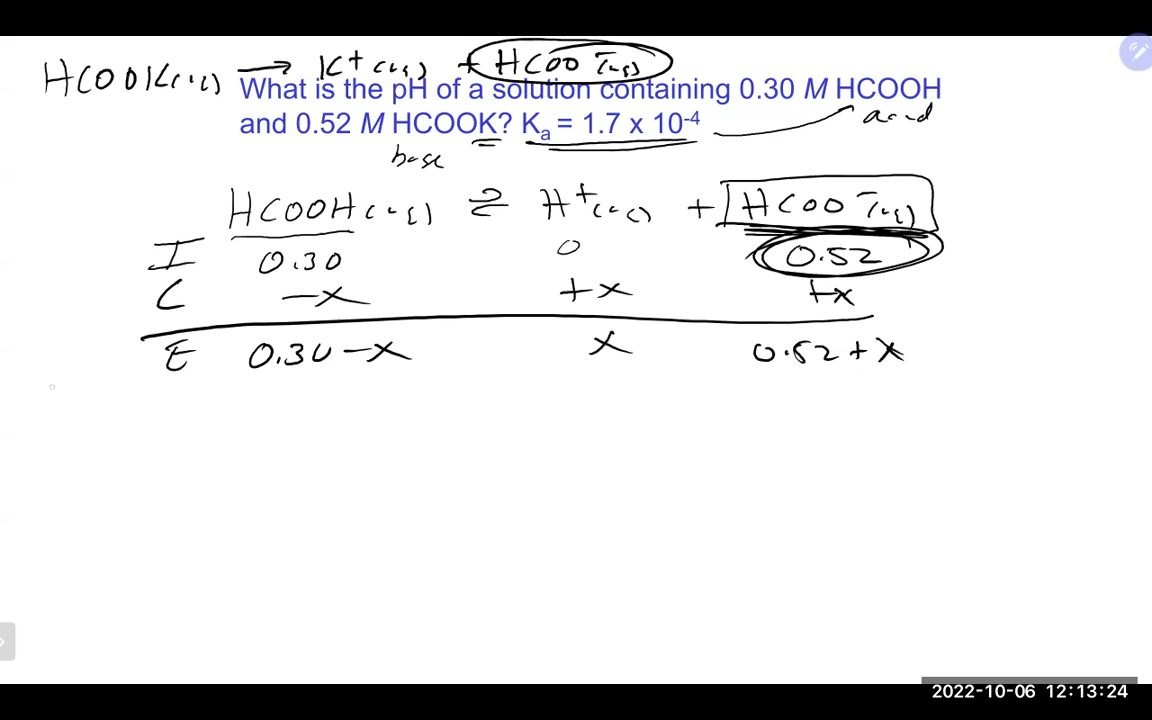 HCOOK(aq) → K+ (aq) + HCOO-(aq)
What is the pH of a solution containing 0.30 M HCOOH
and 0.52 M HCOOK? Ka = 1.7 x 10-4
acid
base
HCOOH(aq) ⇌ H+(aq) + HCOO-(aq)
I 0.30 0 0.52
C -x +x +x
E 0.30-x x 0.52+x
2022-10-06 12:13:24